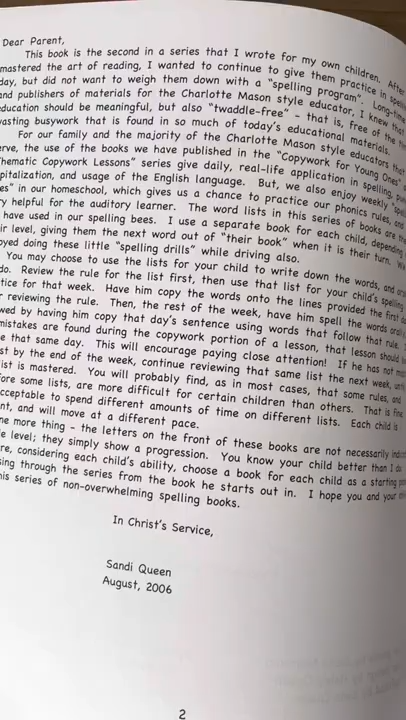 Dear Parent,
This book is the second in a series that I wrote for my own children. After
mastered the art of reading, I wanted to continue to give them practice in
day, but did not want to weigh them down with a "spelling program". Long-time
and publishers of materials for the Charlotte Mason style educator, I knew that
education should be meaningful, but also "twaddle-free" - that is, free of the
wasting busywork that is found in so much of today's educational materials.
For our family and the majority of the Charlotte Mason style educators that
erve, the use of the books we have published in the "Copywork for Young Ones"
hematic Copywork Lessons" series give daily, real-life application in spelling,
pitalization, and usage of the English language. But, we also enjoy weekly
es" in our homeschool, which gives us a chance to practice our phonics rules, and
ry helpful for the auditory learner. The word lists in this series of books are
have used in our spelling bees. I use a separate book for each child, depending
ir level, giving them the next word out of "their book" when it is their turn. We
oyed doing these little "spelling drills" while driving also.
You may choose to use the lists for your child to write down the words, and
do. Review the rule for the list first, then use that list for your child's spelling
tice for that week. Have him copy the words onto the lines provided the first
r reviewing the rule. Then, the rest of the week, have him spell the words orally
wed by having him copy that day's sentence using words that follow that rule.
mistakes are found during the copywork portion of a lesson, that lesson should
e that same day. This will encourage paying close attention! If he has not
st by the end of the week, continue reviewing that same list the next week, until
list is mastered. You will probably find, as in most cases, that some rules, and
fore some lists, are more difficult for certain children than others. That is fine
cceptable to spend different amounts of time on different lists. Each child is
nt, and will move at a different pace.
ne more thing - the letters on the front of these books are not necessarily
e level; they simply show a progression. You know your child better than I do
re, considering each child's ability, choose a book for each child as a starting
sing through the series from the book he starts out in. I hope you and your
his series of non-overwhelming spelling books.
In Christ's Service,
Sandi Queen
August, 2006
2